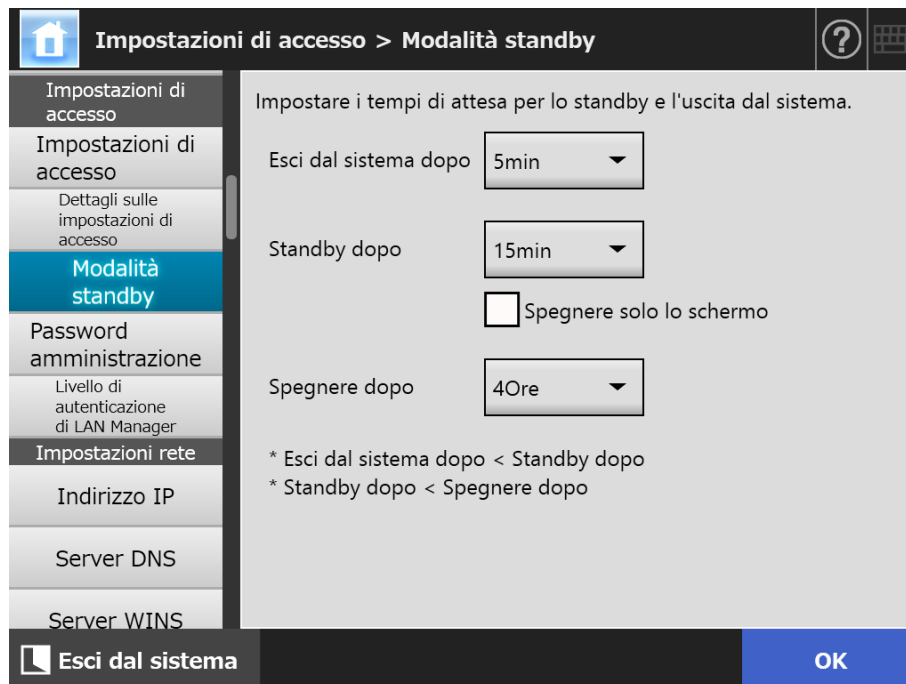 Impostazioni di accesso > Modalità standby
?
Impostazioni di
accesso
Impostazioni di
accesso
Dettagli sulle
impostazioni di
accesso
Modalità
standby
Password
amministrazione
Livello di
autenticazione
di LAN Manager
Impostazioni rete
Indirizzo IP
Server DNS
Server WINS
Impostare i tempi di attesa per lo standby e l'uscita dal sistema.
Esci dal sistema dopo 5min
Standby dopo 15min
Spegnere solo lo schermo
Spegnere dopo 4Ore
* Esci dal sistema dopo < Standby dopo
* Standby dopo < Spegnere dopo
Esci dal sistema
OK